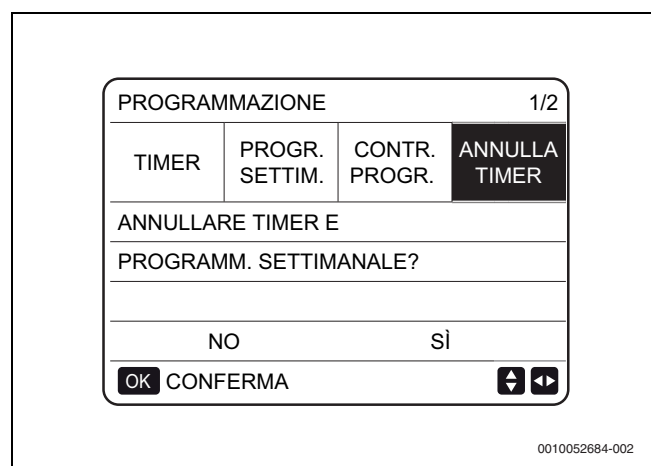 PROGRAMMAZIONE 1/2
TIMER PROGR. SETTIM. CONTR. PROGR. ANNULLA TIMER
ANNULLARE TIMER E
PROGRAMM. SETTIMANALE?
NO SÌ
OK CONFERMA
0010052684-002